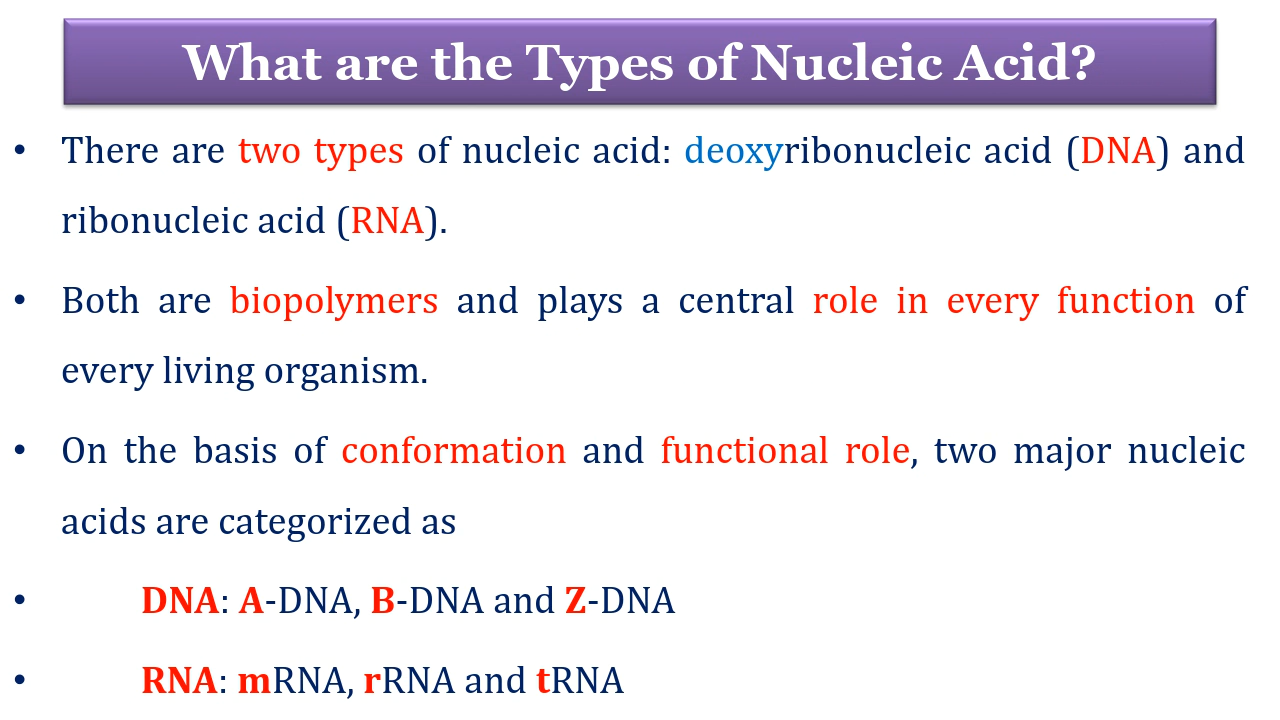 What are the Types of Nucleic Acid?
• There are two types of nucleic acid: deoxyribonucleic acid (DNA) and
ribonucleic acid (RNA).
• Both are biopolymers and plays a central role in every function of
every living organism.
• On the basis of conformation and functional role, two major nucleic
acids are categorized as
• DNA: A-DNA, B-DNA and Z-DNA
• RNA: mRNA, rRNA and tRNA